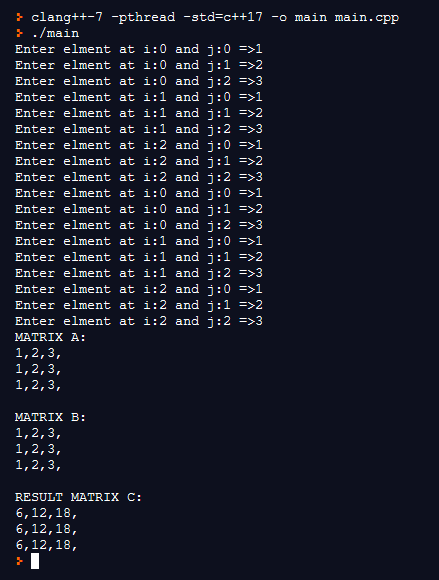 clang++-7 -pthread -std=c++17 -o main main.cpp
./main
Enter elment at i:0 and j:0 =>1
Enter elment at i:0 and j:1 =>2
Enter elment at i:0 and j:2 =>3
Enter elment at i:1 and j:0 =>1
Enter elment at i:1 and j:1 =>2
Enter elment at i:1 and j:2 =>3
Enter elment at i:2 and j:0 =>1
Enter elment at i:2 and j:1 =>2
Enter elment at i:2 and j:2 =>3
Enter elment at i:0 and j:0 =>1
Enter elment at i:0 and j:1 =>2
Enter elment at i:0 and j:2 =>3
Enter elment at i:1 and j:0 =>1
Enter elment at i:1 and j:1 =>2
Enter elment at i:1 and j:2 =>3
Enter elment at i:2 and j:0 =>1
Enter elment at i:2 and j:1 =>2
Enter elment at i:2 and j:2 =>3
MATRIX A:
1,2,3,
1,2,3,
1,2,3,
MATRIX B:
1,2,3,
1,2,3,
1,2,3,
RESULT MATRIX C:
6,12,18,
6,12,18,
6,12,18,